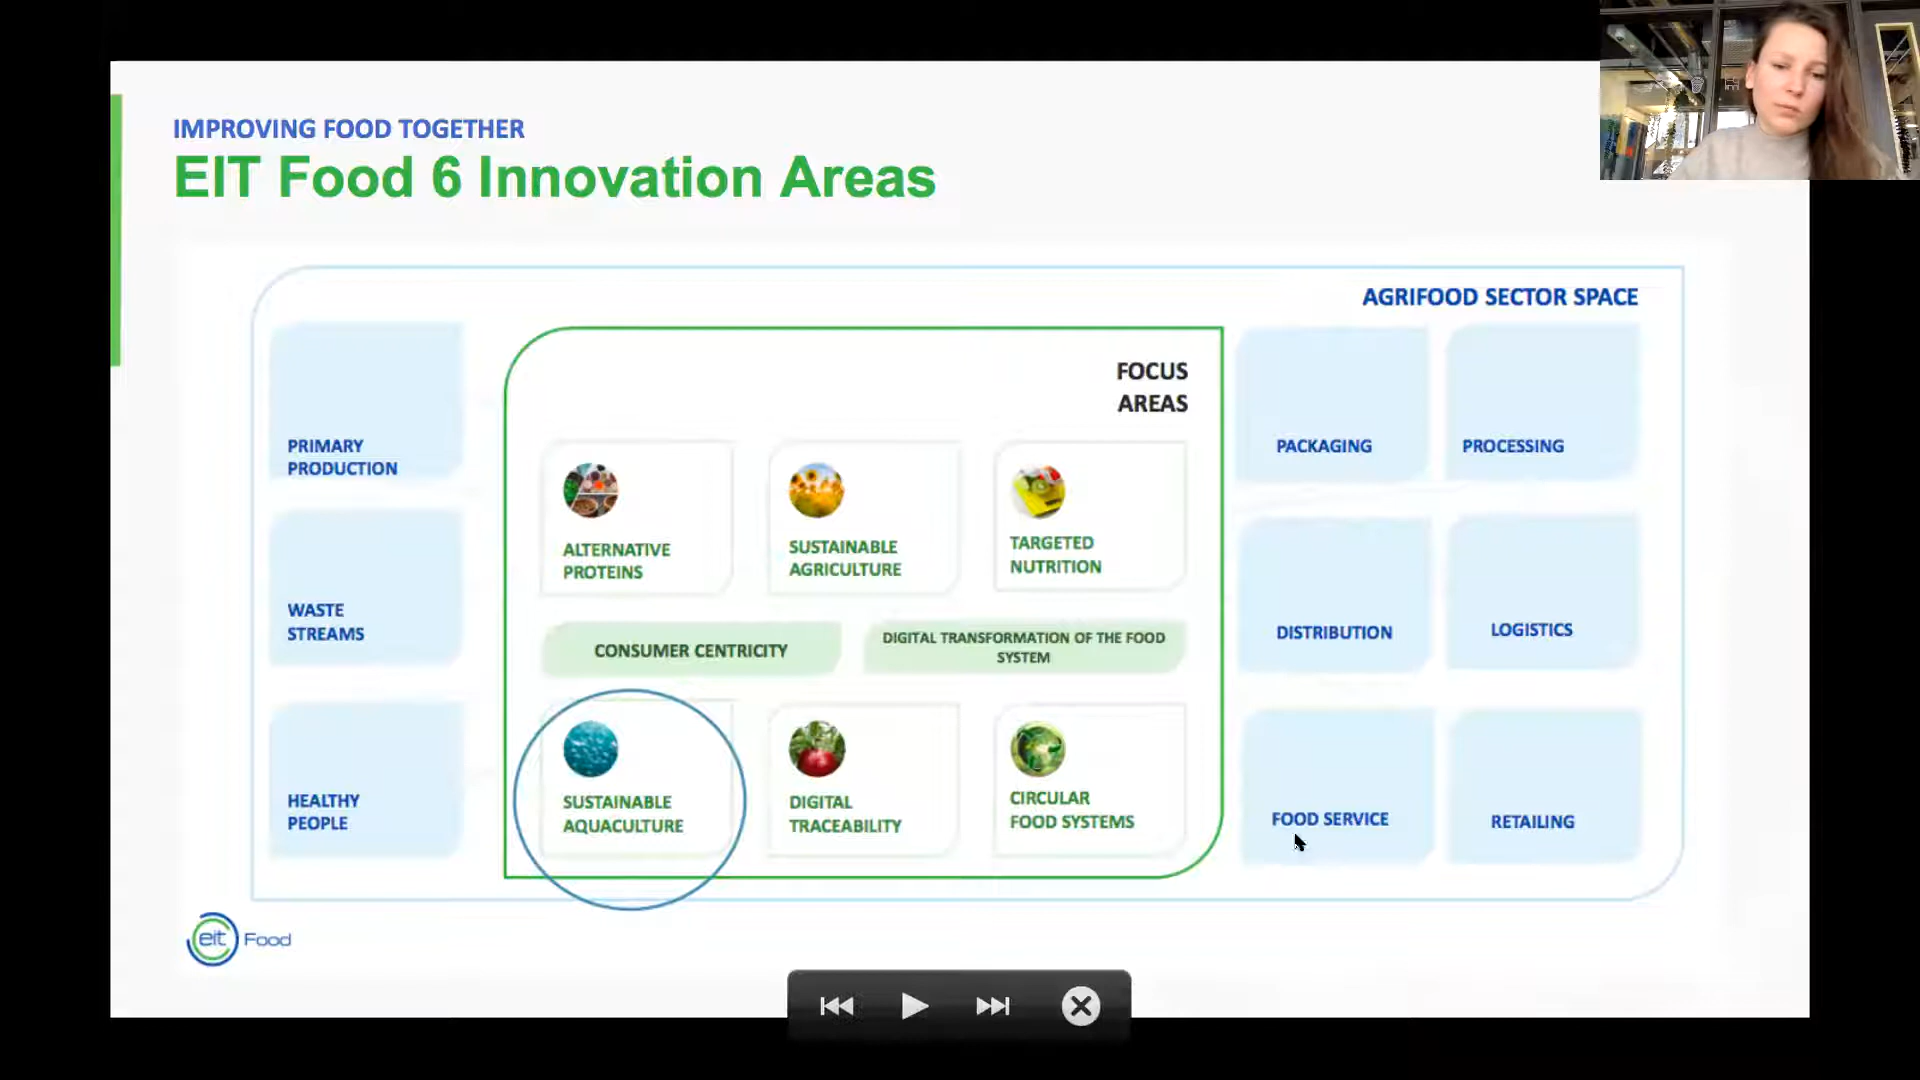 IMPROVING FOOD TOGETHER
EIT Food 6 Innovation Areas
AGRIFOOD SECTOR SPACE
PRIMARY
PRODUCTION
WASTE
STREAMS
HEALTHY
PEOPLE
FOCUS
AREAS
ALTERNATIVE
PROTEINS
SUSTAINABLE
AGRICULTURE
TARGETED
NUTRITION
CONSUMER CENTRICITY
DIGITAL TRANSFORMATION OF THE FOOD
SYSTEM
SUSTAINABLE
AQUACULTURE
DIGITAL
TRACEABILITY
CIRCULAR
FOOD SYSTEMS
PACKAGING
PROCESSING
DISTRIBUTION
LOGISTICS
FOOD SERVICE
RETAILING
eit Food